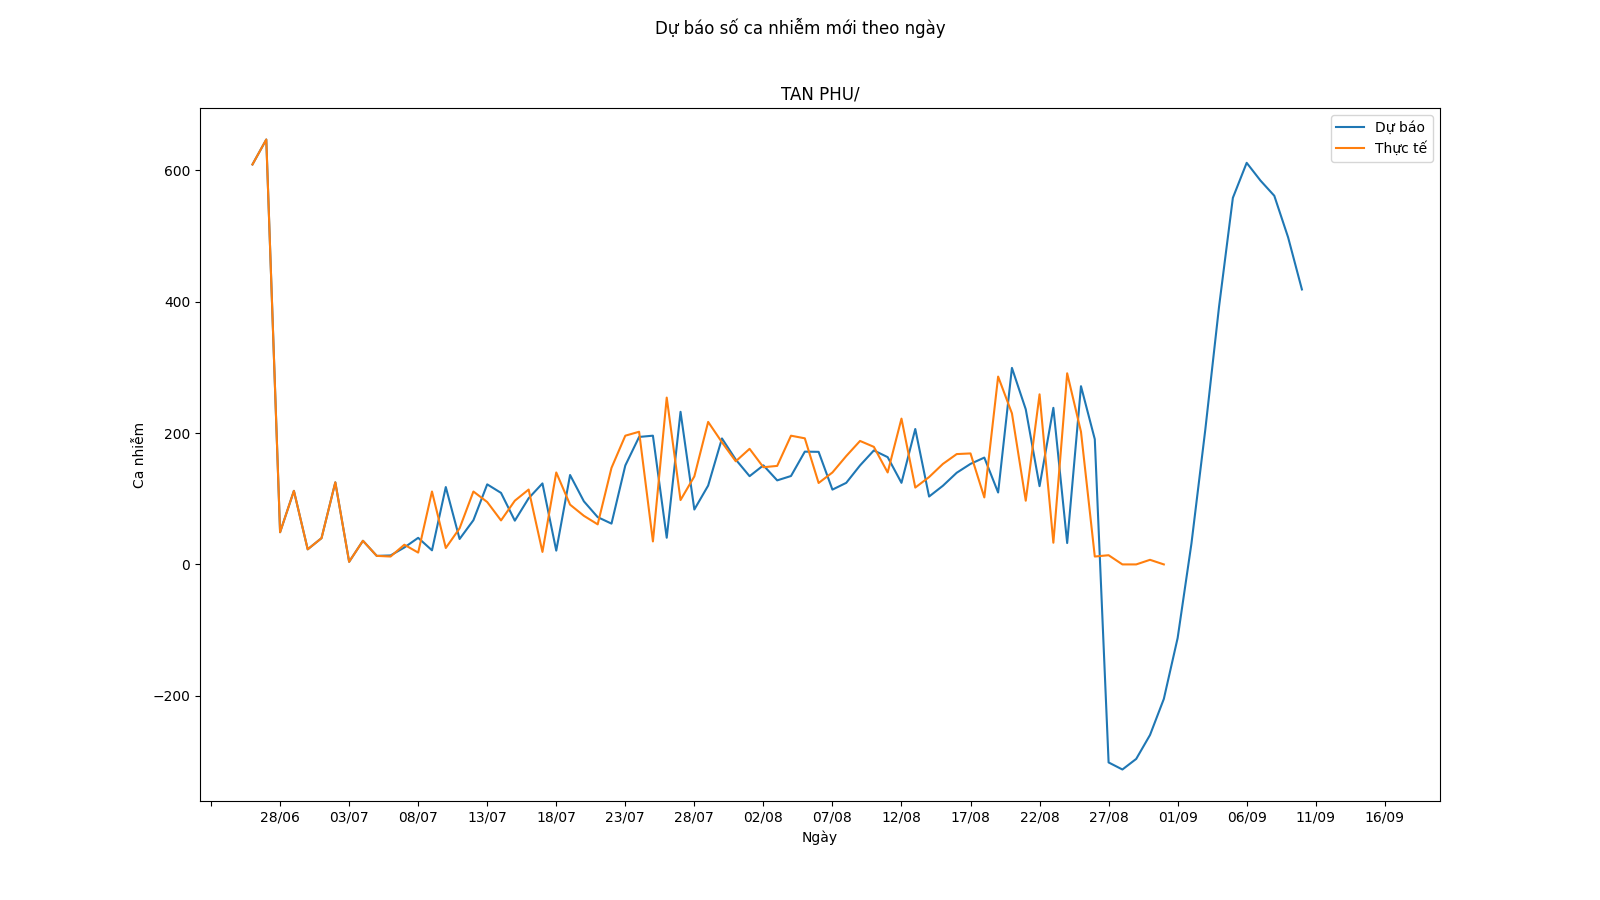 Dự báo số ca nhiễm mới theo ngày
TAN PHU/
Dự báo
Thực tế
600
400
200
0
−200
Ca nhiễm
28/06 03/07 08/07 13/07 18/07 23/07 28/07 02/08 07/08 12/08 17/08 22/08 27/08 01/09 06/09 11/09 16/09
Ngày